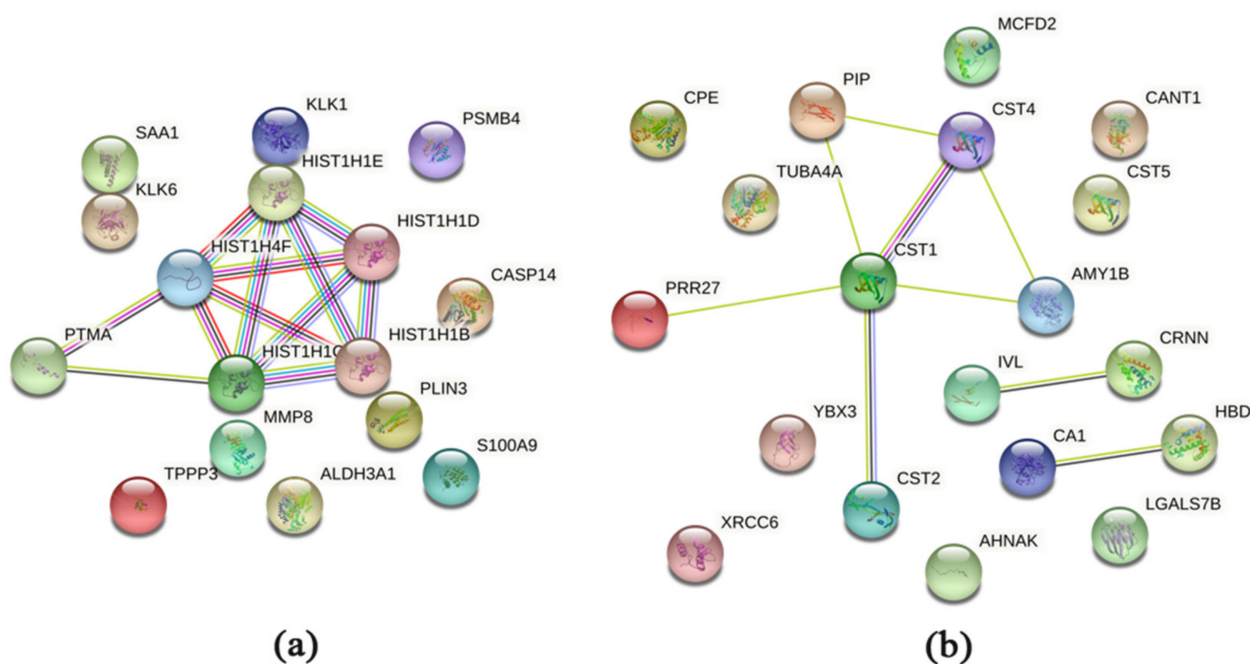 KLK1
PSMB4
SAA1
HIST1H1E
KLK6
HIST1H1D
HIST1H4F
CASP14
PTMA
HIST1H1B
HIST1H1C
PLIN3
MMP8
S100A9
TPPP3
ALDH3A1
(a)
MCFD2
PIP
CPE
CST4
CANT1
TUBA4A
CST5
CST1
AMY1B
PRR27
CRNN
IVL
HBD
YBX3
CA1
CST2
LGALS7B
XRCC6
AHNAK
(b)